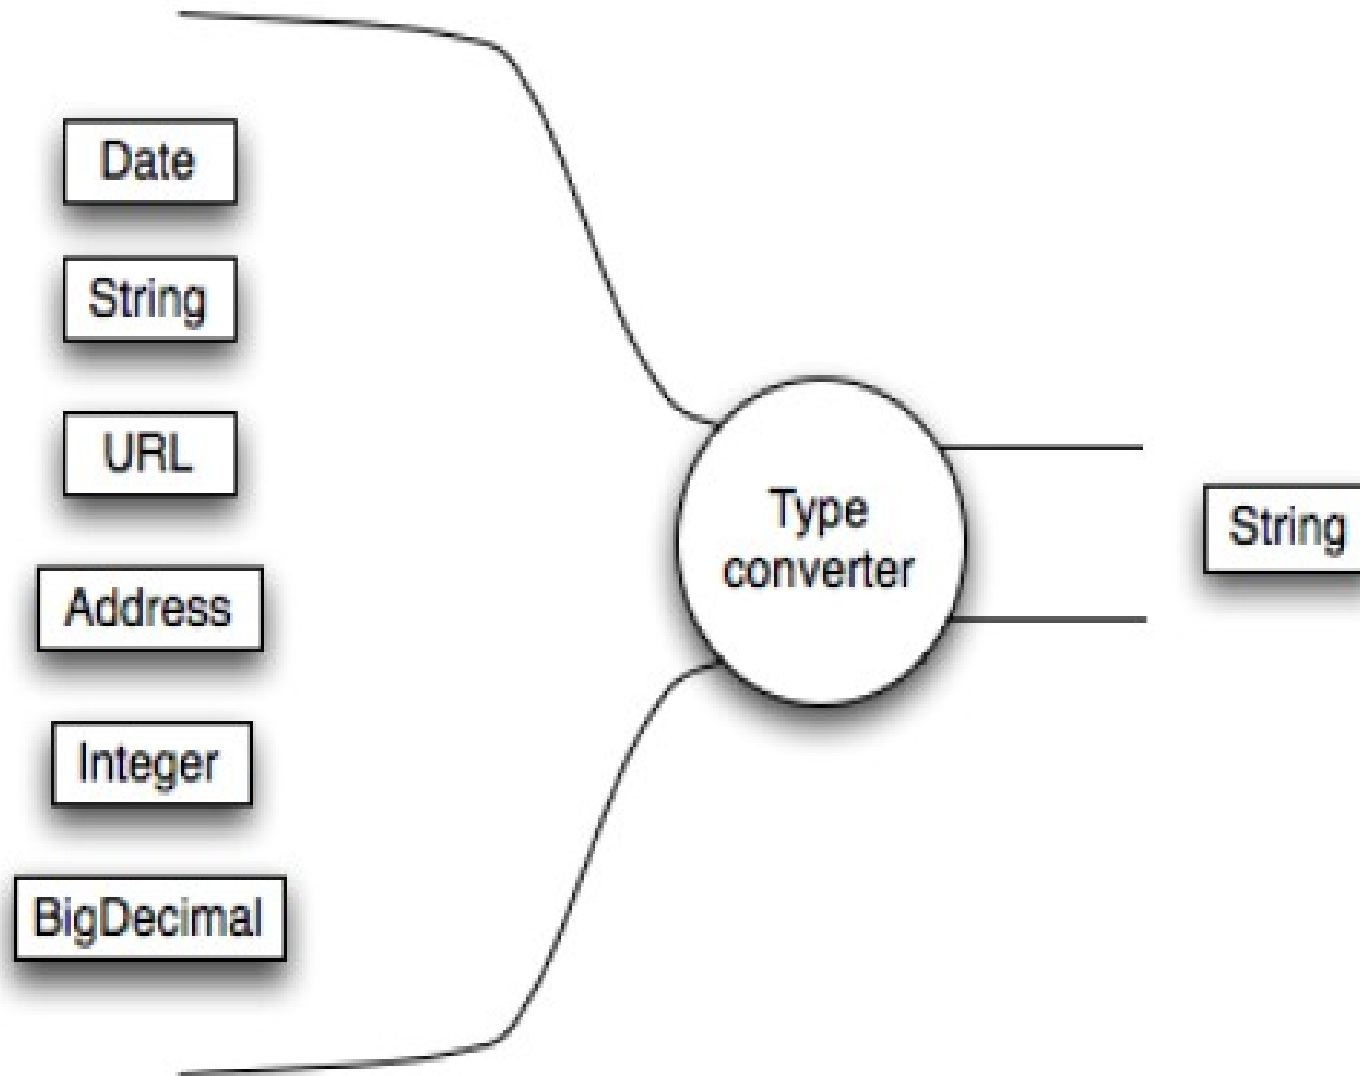 Date
String
URL
Address
Integer
BigDecimal
Type
converter
String